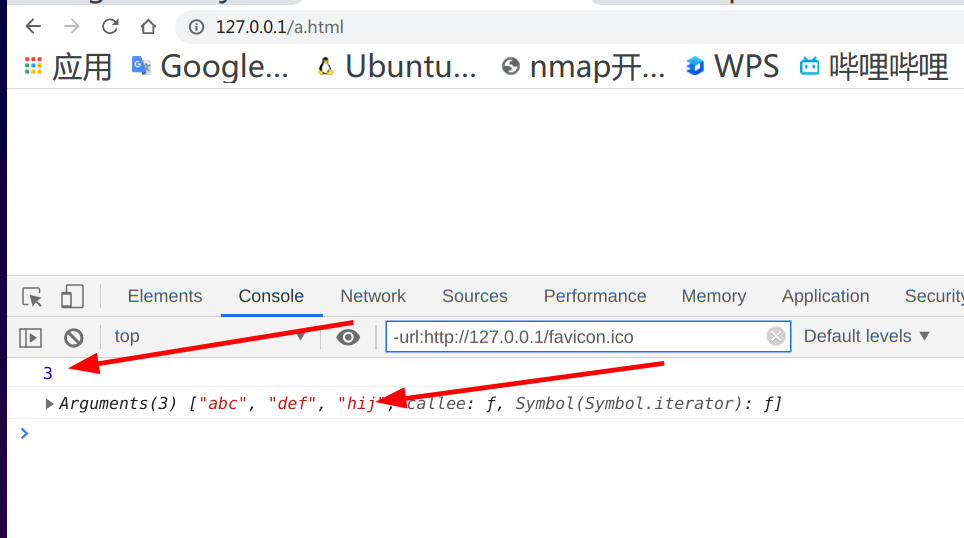 127.0.0.1/a.html
应用 Google... Ubuntu... nmap开... WPS 哔哩哔哩
Elements Console Network Sources Performance Memory Application Security
top -url:http://127.0.0.1/favicon.ico Default levels ▼
3
Arguments(3) ["abc", "def", "hij", callee: ƒ, Symbol(Symbol.iterator): ƒ]